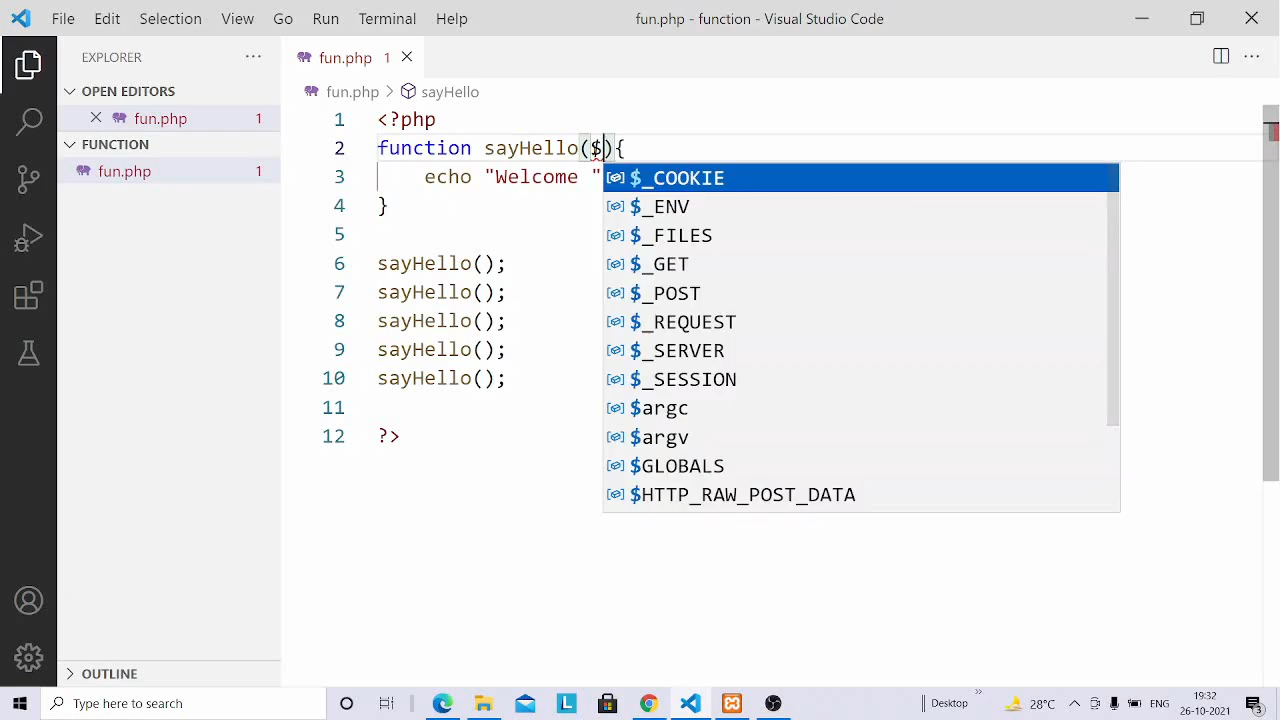 File Edit Selection View Go Run Terminal Help fun.php - function - Visual Studio Code
EXPLORER ···
fun.php 1
OPEN EDITORS
fun.php > sayHello
fun.php 1
FUNCTION
fun.php 1
1 <?php
2 function sayHello($){
3 echo "Welcome "
4 }
5
6 sayHello();
7 sayHello();
8 sayHello();
9 sayHello();
10 sayHello();
11
12 ?>
$_COOKIE
$_ENV
$_FILES
$_GET
$_POST
$_REQUEST
$_SERVER
$_SESSION
$argc
$argv
$GLOBALS
$HTTP_RAW_POST_DATA
OUTLINE
Type here to search
L
Desktop »
28°C
ENG
19:32
26-10-2021
3